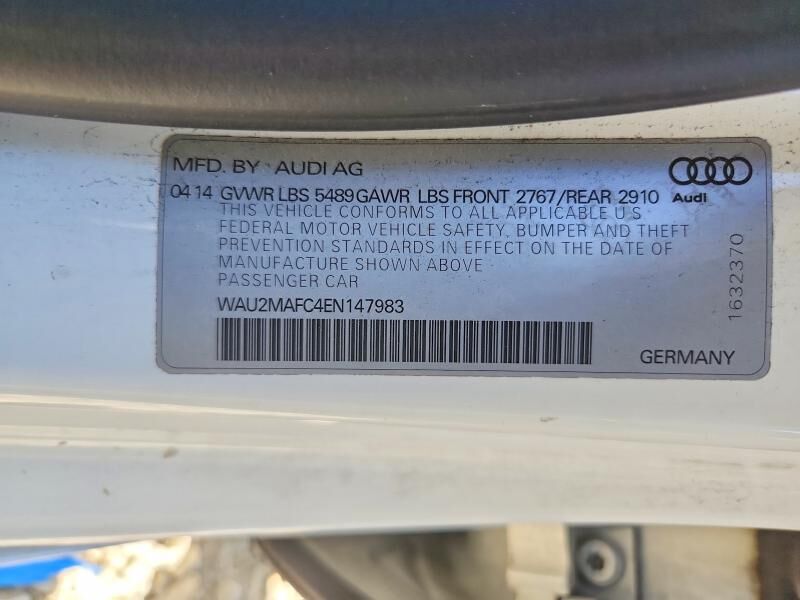 MFD. BY AUDI AG
04 14 GVWR LBS 5489 GAWR LBS FRONT 2767/REAR 2910
THIS VEHICLE CONFORMS TO ALL APPLICABLE U.S
FEDERAL MOTOR VEHICLE SAFETY, BUMPER AND THEFT
PREVENTION STANDARDS IN EFFECT ON THE DATE OF
MANUFACTURE SHOWN ABOVE
PASSENGER CAR
WAU2MAFC4EN147983
Audi
1632370
GERMANY